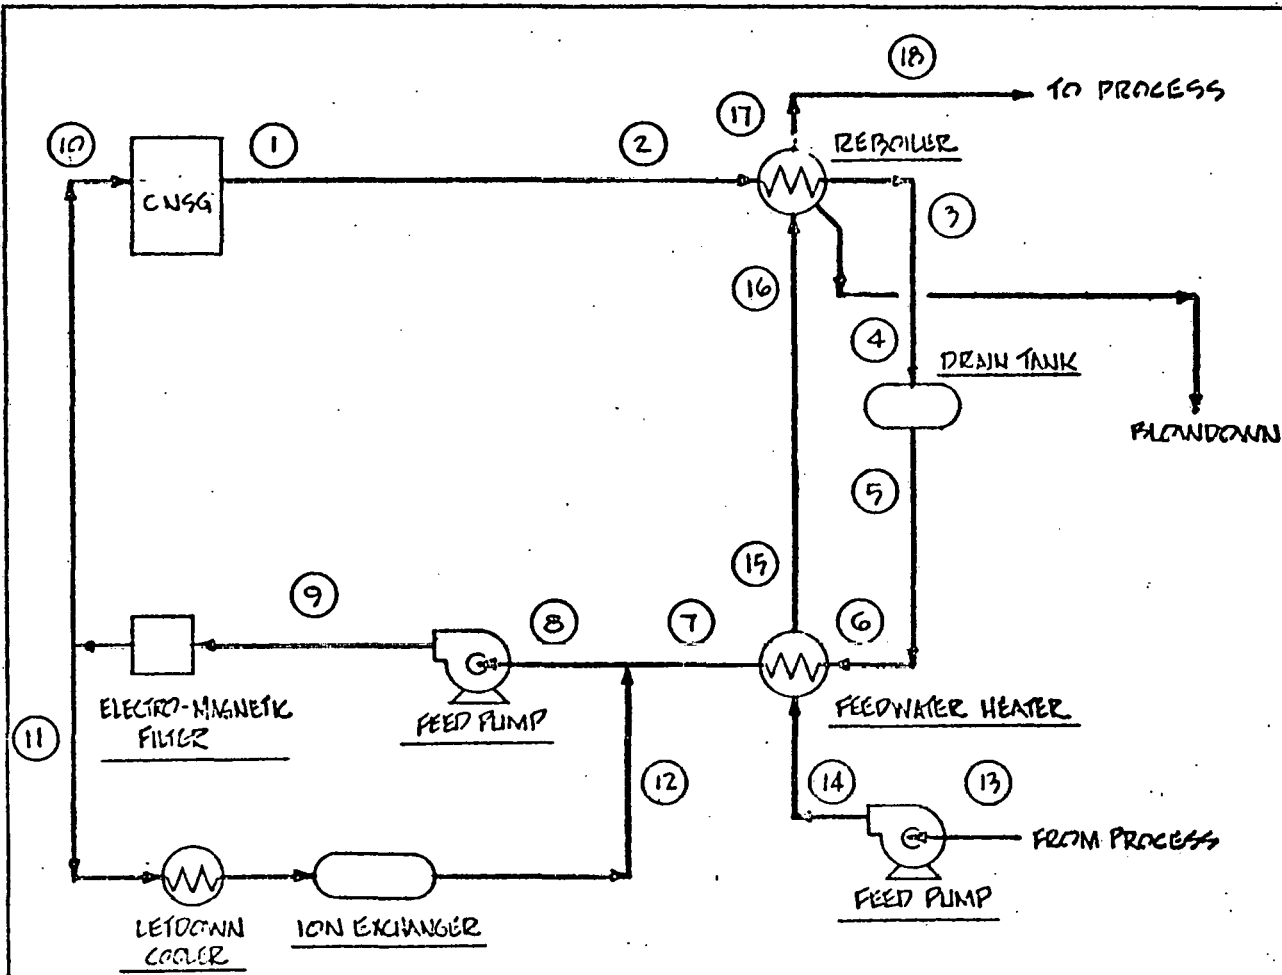 18
TO PROCESS
17
10
1
2
REBOILER
CNSG
3
16
4
DRAIN TANK
BLOWDOWN
5
15
9
8
7
6
ELECTRO-MAGNETIC
FILTER
FEED PUMP
FEEDWATER HEATER
11
12
14
13
FROM PROCESS
FEED PUMP
LETDOWN
COOLER
ION EXCHANGER